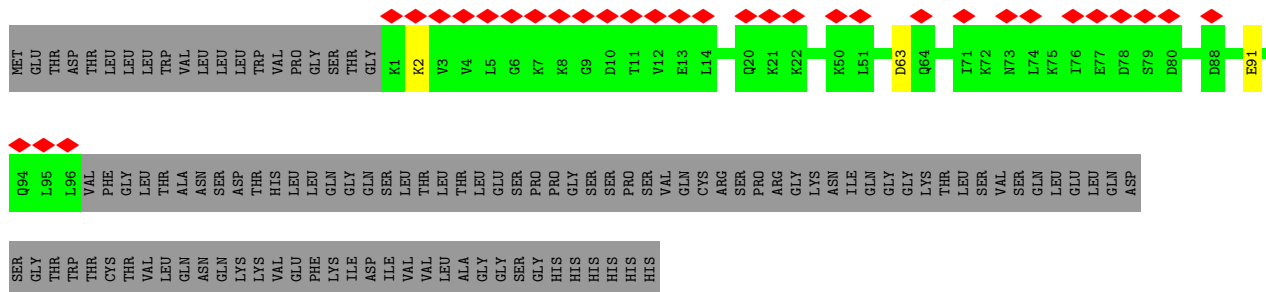 MET GLU THR ASP THR LEU LEU LEU TRP VAL LEU LEU LEU TRP VAL PRO GLY SER THR GLY K1 K2 V3 V4 L5 G6 K7 K8 G9 D10 T11 V12 E13 L14 Q20 K21 K22 K50 L51 D63 Q64 I71 K72 N73 L74 K75 I76 E77 D78 S79 D80 D88 E91
Q94 L95 L96 VAL PHE GLY LEU THR ALA ASN SER ASP THR HIS LEU LEU GLN GLY GLN SER LEU THR LEU THR LEU GLU SER PRO PRO GLY SER SER PRO SER VAL GLN CYS ARG SER PRO ARG GLY LYS ASN ILE GLN GLY GLY LYS THR LEU SER VAL SER GLN LEU GLU LEU GLN ASP
SER GLY THR TRP THR CYS THR VAL LEU GLN ASN GLN LYS LYS VAL GLU PHE LYS ILE ASP ILE VAL VAL LEU ALA GLY GLY SER GLY HIS HIS HIS HIS HIS HIS